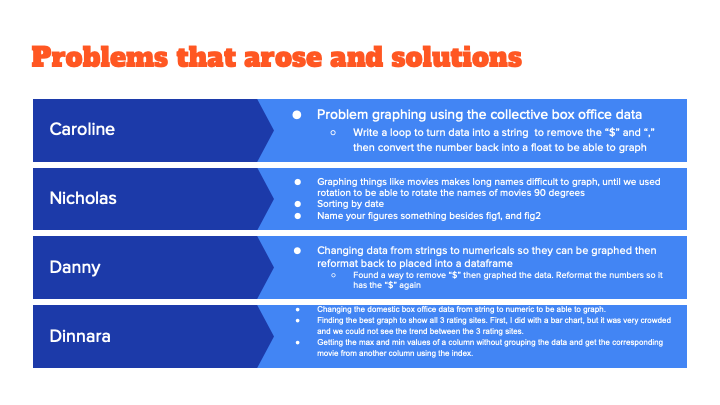 Problems that arose and solutions
Caroline
● Problem graphing using the collective box office data
○ Write a loop to turn data into a string to remove the “$” and “,”
then convert the number back into a float to be able to graph
Nicholas
● Graphing things like movies makes long names difficult to graph, until we used
rotation to be able to rotate the names of movies 90 degrees
● Sorting by date
● Name your figures something besides fig1, and fig2
Danny
● Changing data from strings to numericals so they can be graphed then
reformat back to placed into a dataframe
○ Found a way to remove “$” then graphed the data. Reformat the numbers so it
has the “$” again
Dinnara
● Changing the domestic box office data from string to numeric to be able to graph.
● Finding the best graph to show all 3 rating sites. First, I did with a bar chart, but it was very crowded
and we could not see the trend between the 3 rating sites.
● Getting the max and min values of a column without grouping the data and get the corresponding
movie from another column using the index.